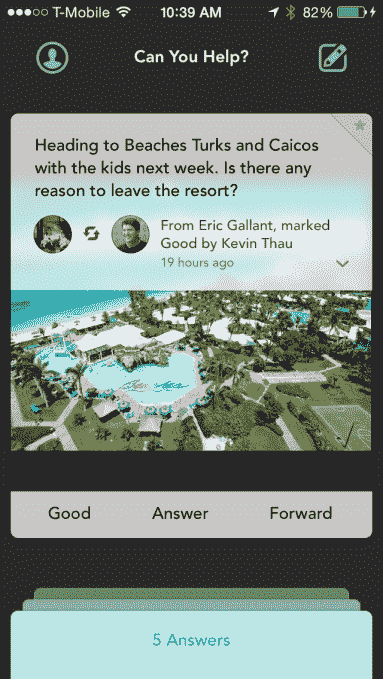 T-Mobile 10:39 AM 82%
Can You Help?
Heading to Beaches Turks and Caicos
with the kids next week. Is there any
reason to leave the resort?
From Eric Gallant, marked
Good by Kevin Thau
19 hours ago
Good Answer Forward
5 Answers